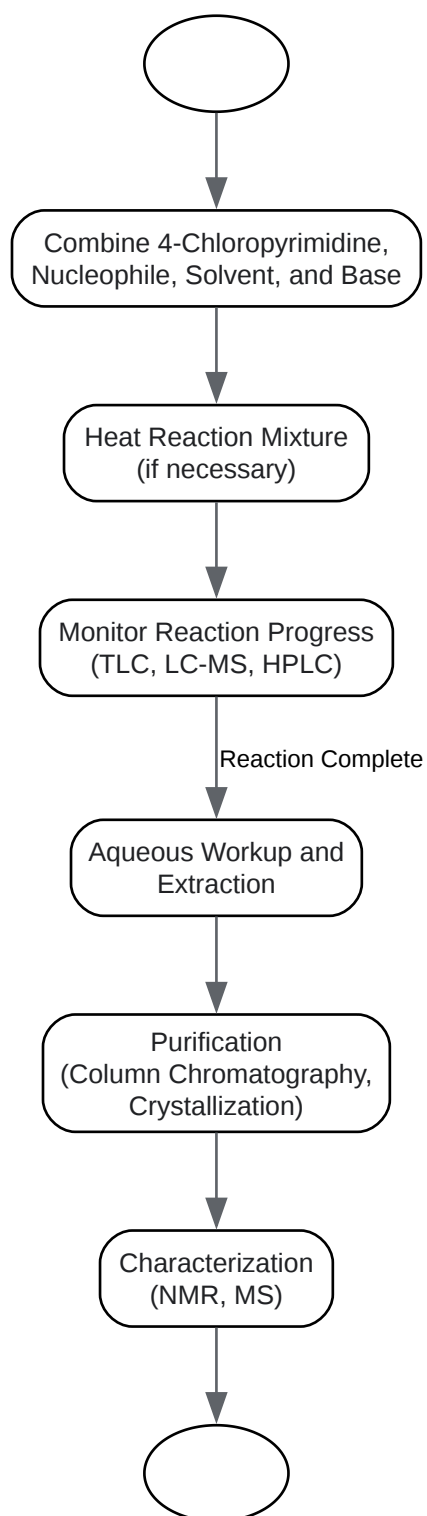 Combine 4-Chloropyrimidine,
Nucleophile, Solvent, and Base
Heat Reaction Mixture
(if necessary)
Monitor Reaction Progress
(TLC, LC-MS, HPLC)
Reaction Complete
Aqueous Workup and
Extraction
Purification
(Column Chromatography,
Crystallization)
Characterization
(NMR, MS)